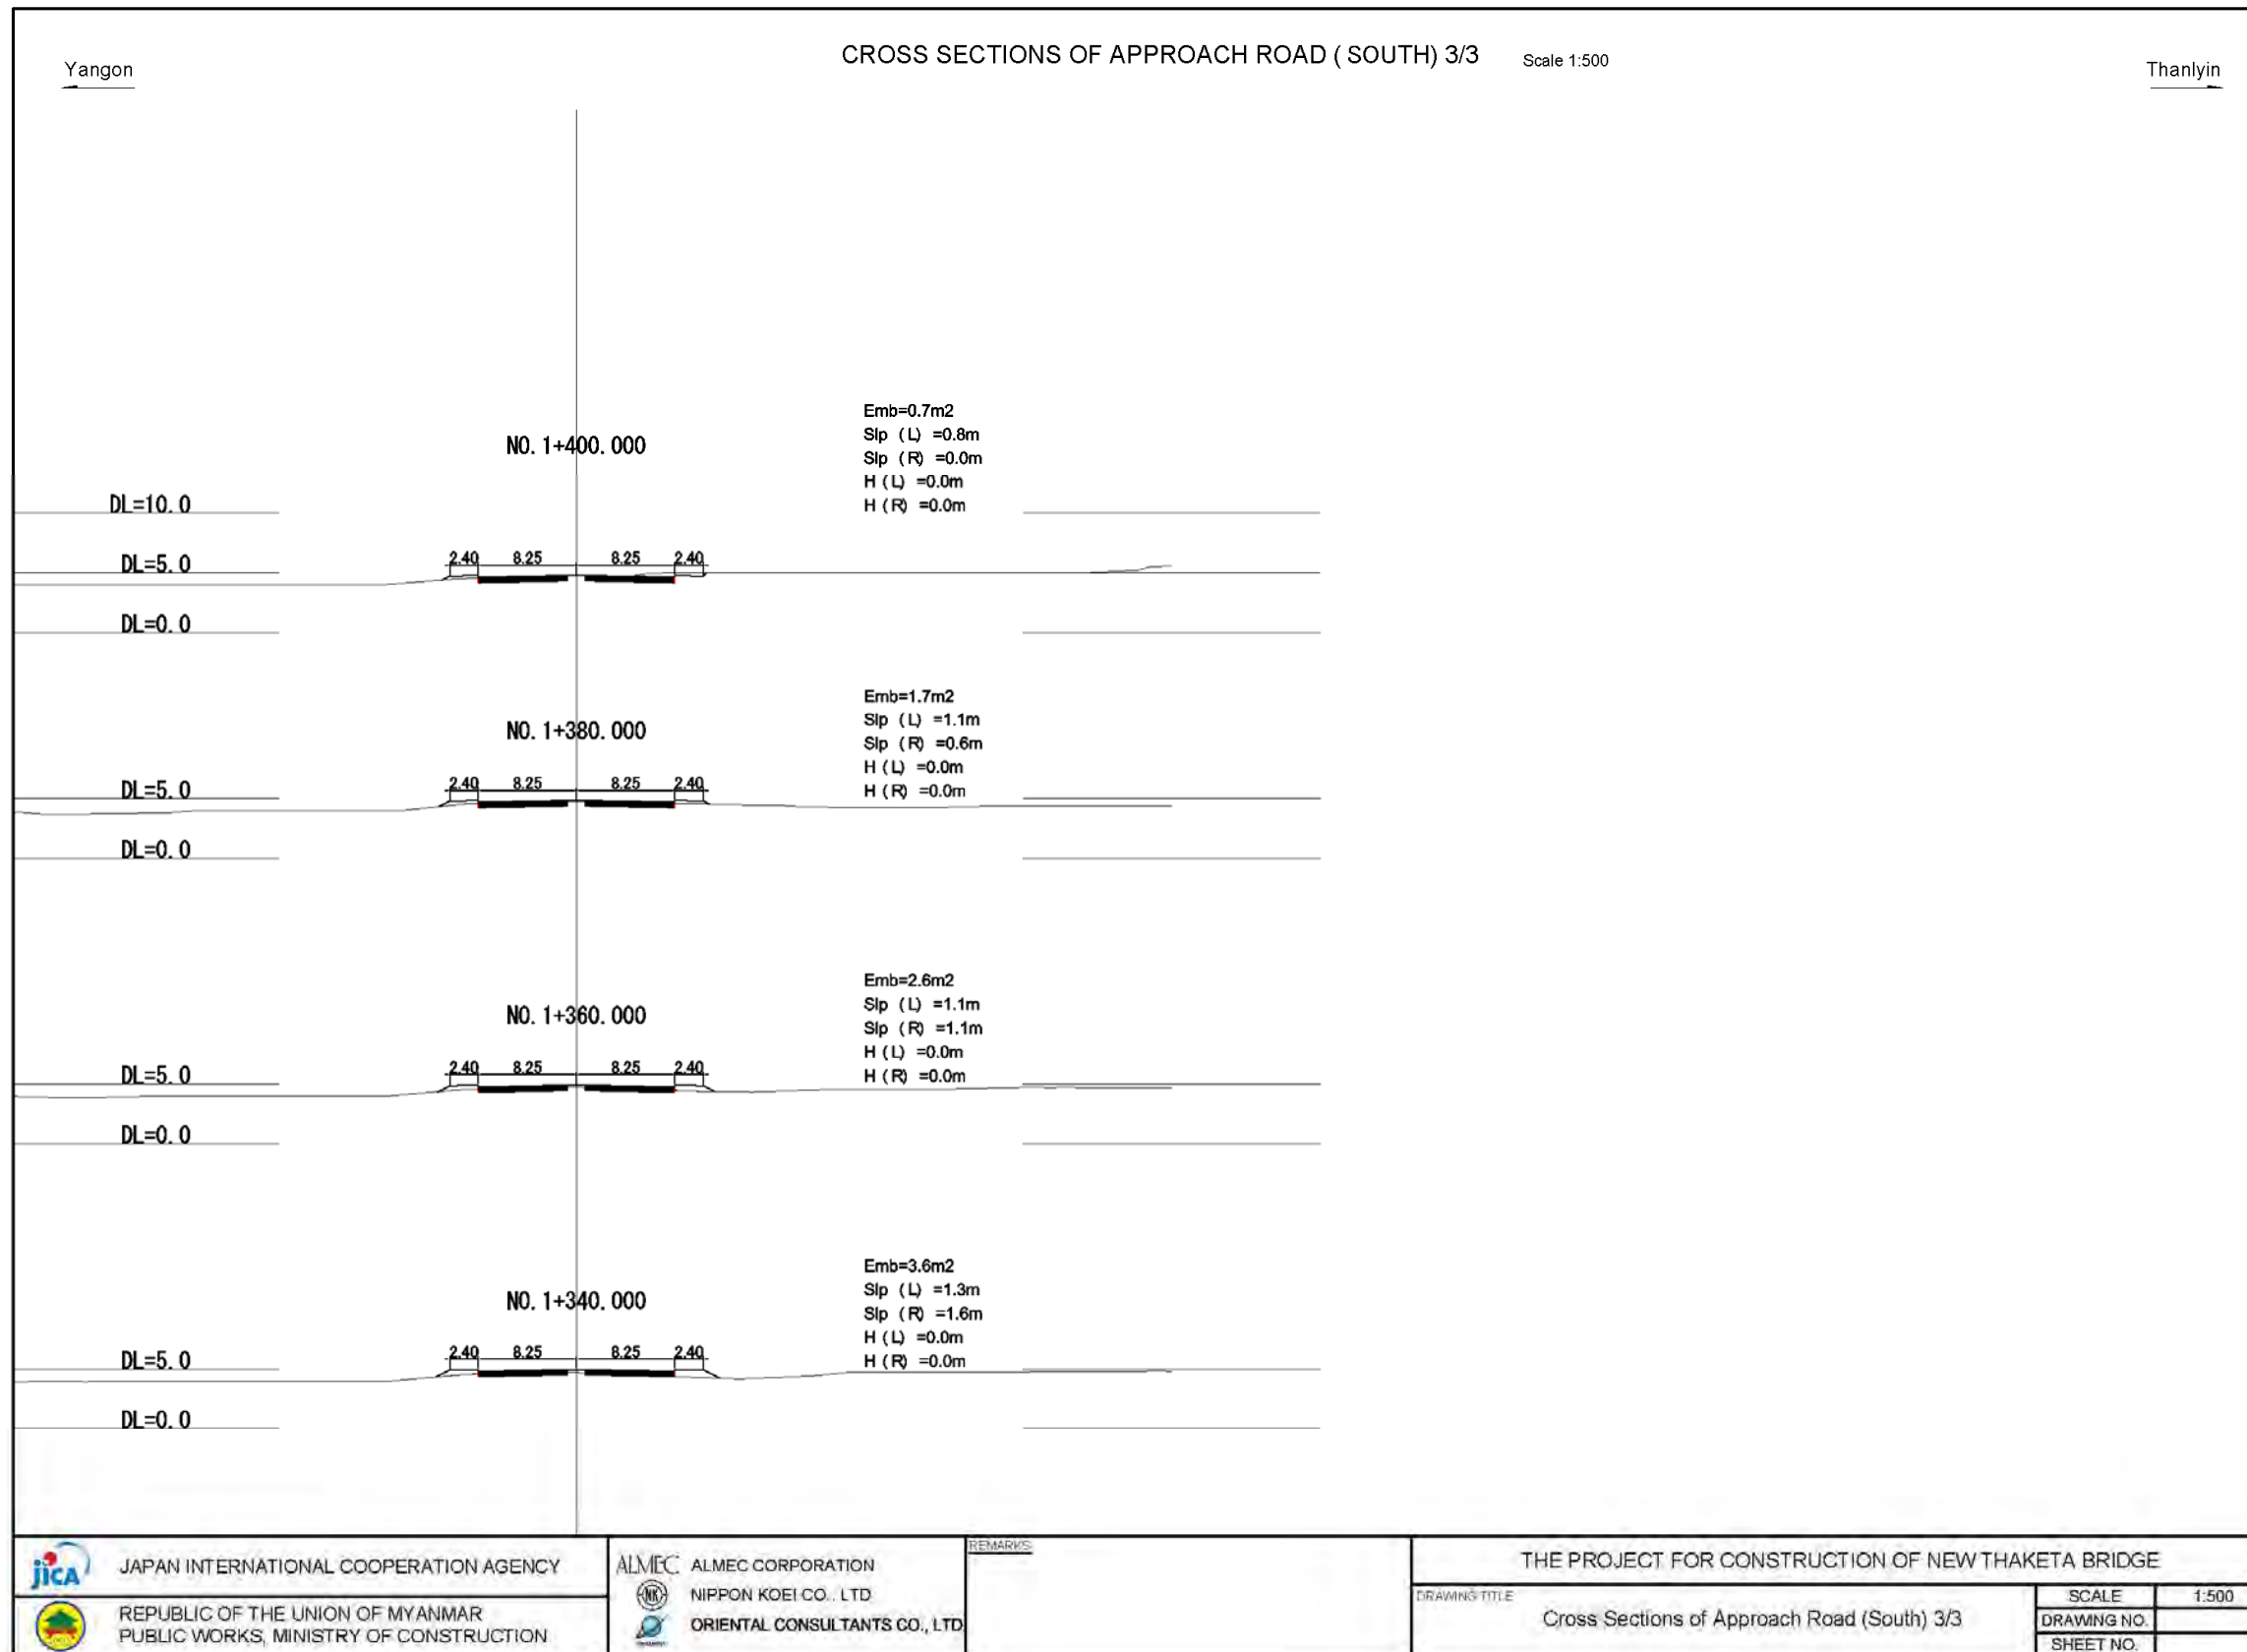 CROSS SECTIONS OF APPROACH ROAD ( SOUTH) 3/3 Scale 1:500
Yangon
Thanlyin
NO. 1+400. 000
Emb=0.7m2
Slp (L) =0.8m
Slp (R) =0.0m
H (L) =0.0m
H (R) =0.0m
DL=10. 0
DL=5. 0
2.40 8.25 8.25 2.40
DL=0. 0
NO. 1+380. 000
Emb=1.7m2
Slp (L) =1.1m
Slp (R) =0.6m
H (L) =0.0m
H (R) =0.0m
DL=5. 0
2.40 8.25 8.25 2.40
DL=0. 0
NO. 1+360. 000
Emb=2.6m2
Slp (L) =1.1m
Slp (R) =1.1m
H (L) =0.0m
H (R) =0.0m
DL=5. 0
2.40 8.25 8.25 2.40
DL=0. 0
NO. 1+340. 000
Emb=3.6m2
Slp (L) =1.3m
Slp (R) =1.6m
H (L) =0.0m
H (R) =0.0m
DL=5. 0
2.40 8.25 8.25 2.40
DL=0. 0
jica JAPAN INTERNATIONAL COOPERATION AGENCY
REPUBLIC OF THE UNION OF MYANMAR
PUBLIC WORKS, MINISTRY OF CONSTRUCTION
ALMEC ALMEC CORPORATION
NK NIPPON KOEI CO., LTD
ORIENTAL CONSULTANTS CO., LTD
REMARKS
THE PROJECT FOR CONSTRUCTION OF NEW THAKETA BRIDGE
DRAWING TITLE
Cross Sections of Approach Road (South) 3/3
SCALE 1:500
DRAWING NO.
SHEET NO.